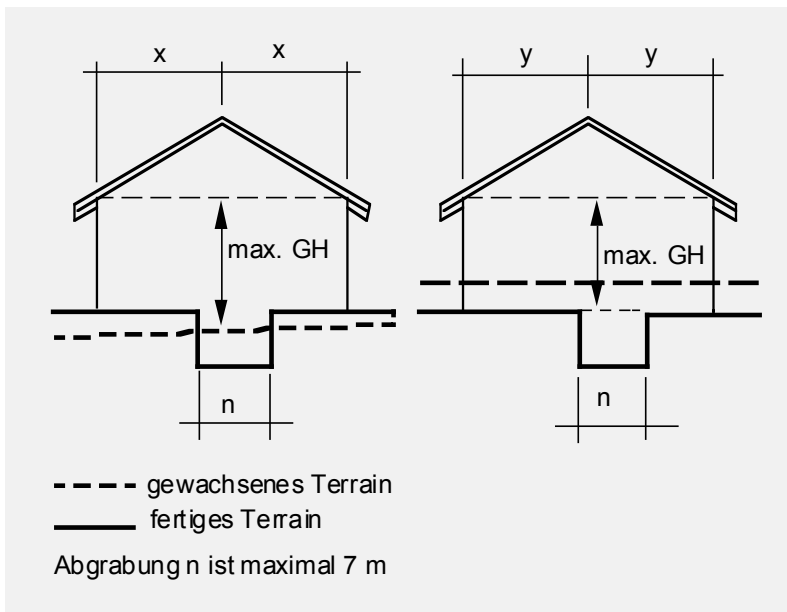 x x y y
max. GH max. GH
n n
gewachsenes Terrain
fertiges Terrain
Abgrabung n ist maximal 7 m